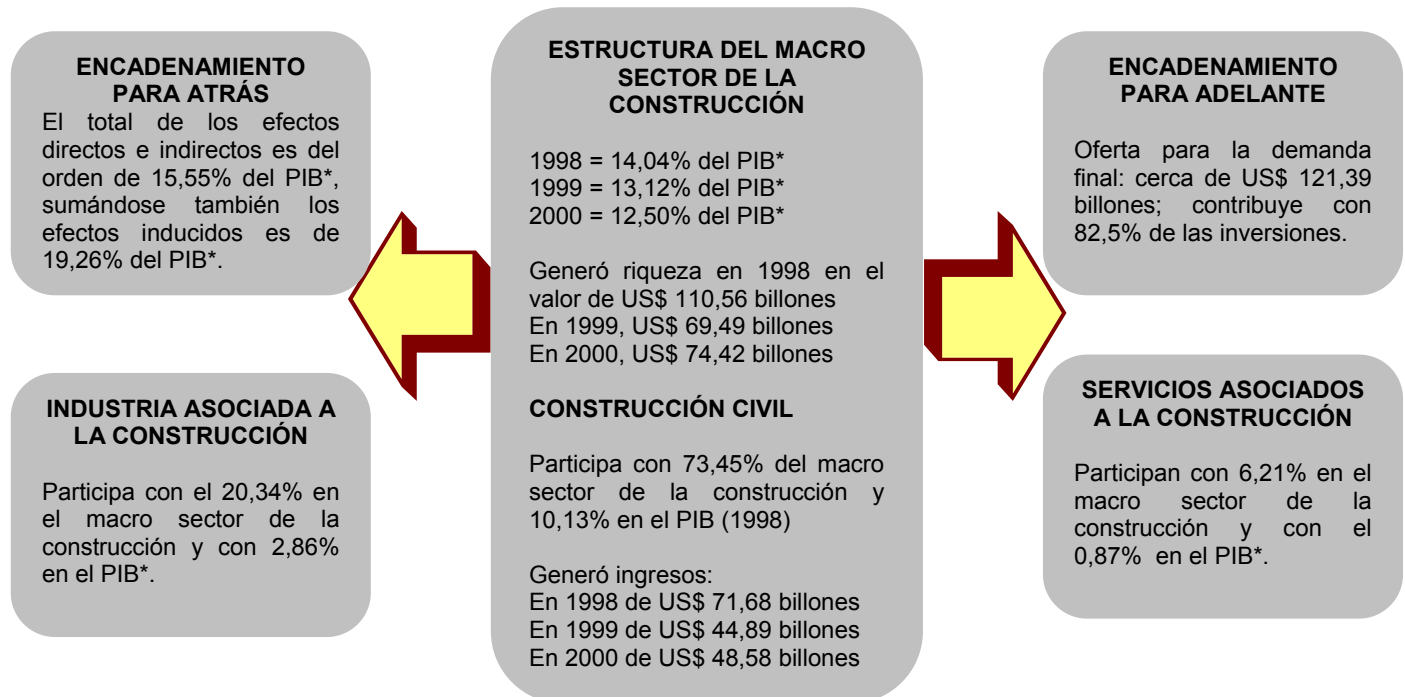 ENCADENAMIENTO
PARA ATRÁS
El total de los efectos
directos e indirectos es del
orden de 15,55% del PIB*,
sumándose también los
efectos inducidos es de
19,26% del PIB*.
INDUSTRIA ASOCIADA A
LA CONSTRUCCIÓN
Participa con el 20,34% en
el macro sector de la
construcción y con 2,86%
en el PIB*.
ESTRUCTURA DEL MACRO
SECTOR DE LA
CONSTRUCCIÓN
1998 = 14,04% del PIB*
1999 = 13,12% del PIB*
2000 = 12,50% del PIB*
Generó riqueza en 1998 en el
valor de US$ 110,56 billones
En 1999, US$ 69,49 billones
En 2000, US$ 74,42 billones
CONSTRUCCIÓN CIVIL
Participa con 73,45% del macro
sector de la construcción y
10,13% en el PIB (1998)
Generó ingresos:
En 1998 de US$ 71,68 billones
En 1999 de US$ 44,89 billones
En 2000 de US$ 48,58 billones
ENCADENAMIENTO
PARA ADELANTE
Oferta para la demanda
final: cerca de US$ 121,39
billones; contribuye con
82,5% de las inversiones.
SERVICIOS ASOCIADOS
A LA CONSTRUCCIÓN
Participan con 6,21% en el
macro sector de la
construcción y con el
0,87% en el PIB*.